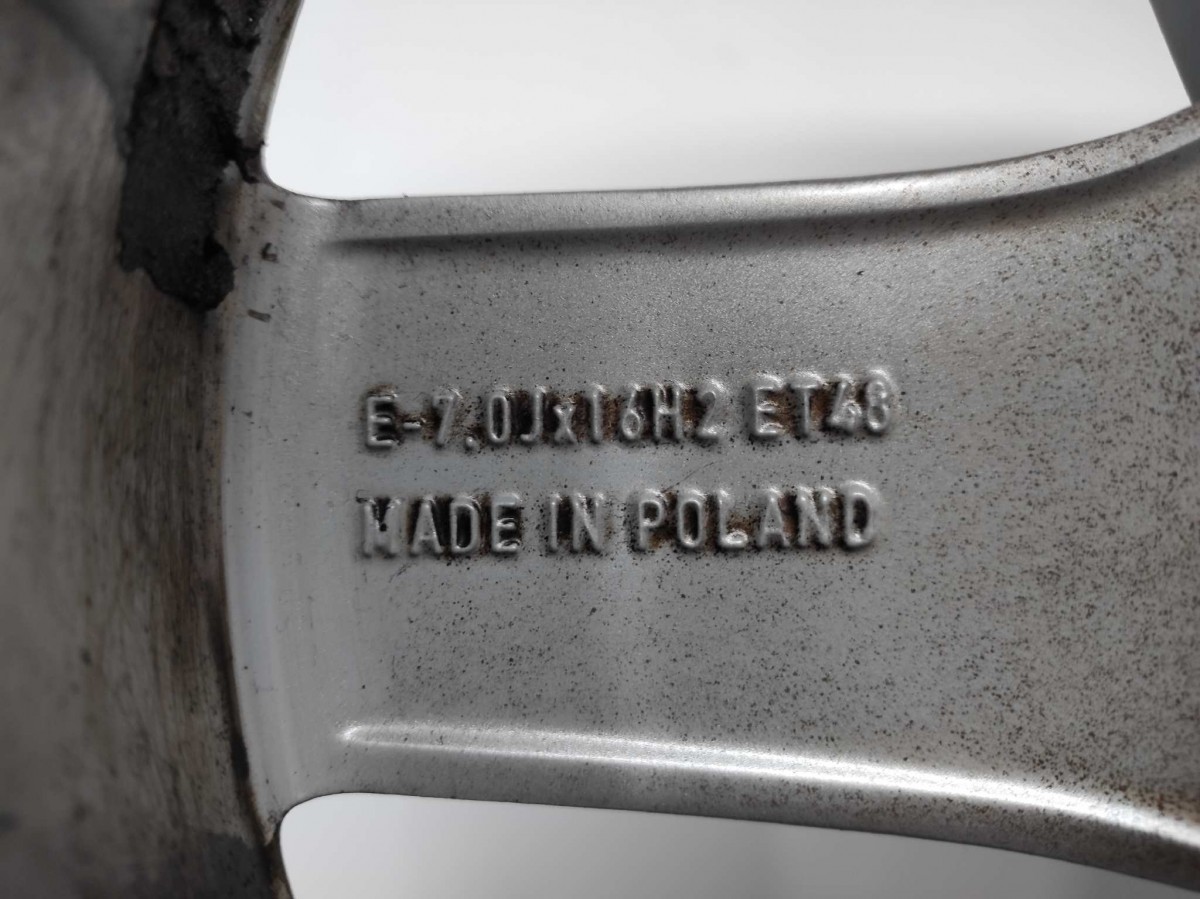 E-7.0Jx16H2 ET48
MADE IN POLAND